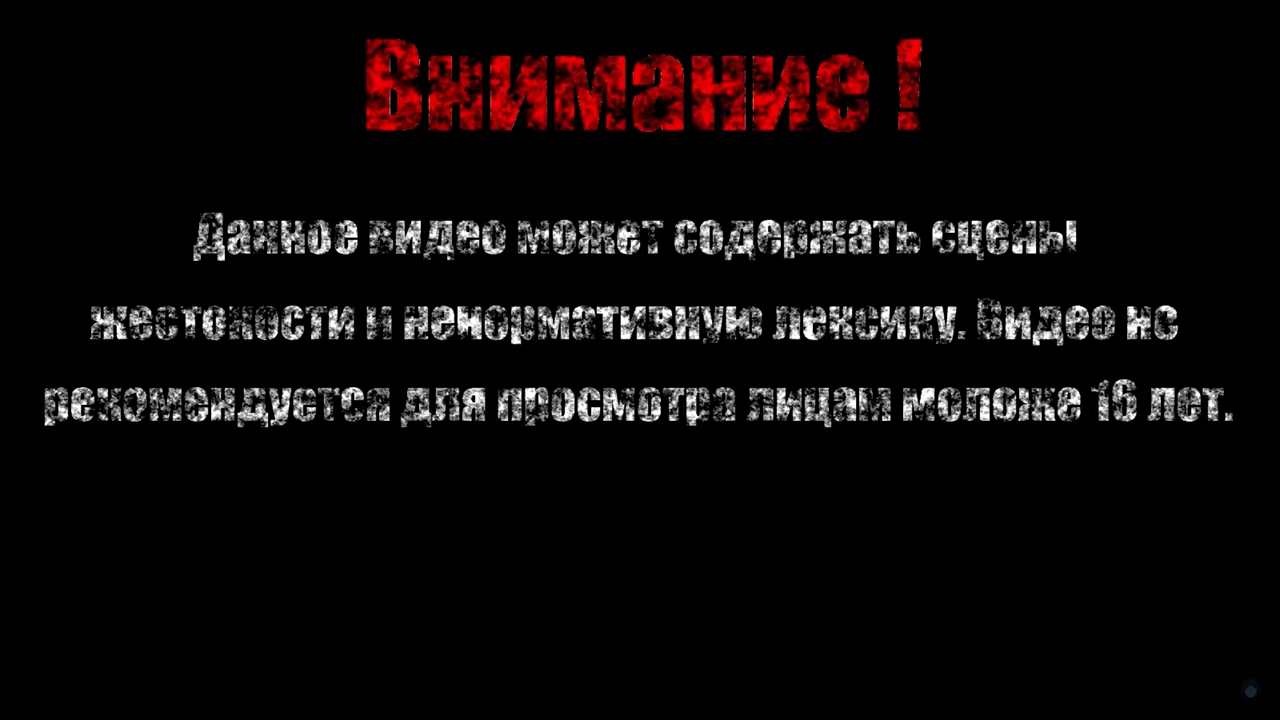 Внимание !
Данное видео может содержать сцены
жестокости и ненормативную лексику. Видео не
рекомендуется для просмотра лицам моложе 16 лет.